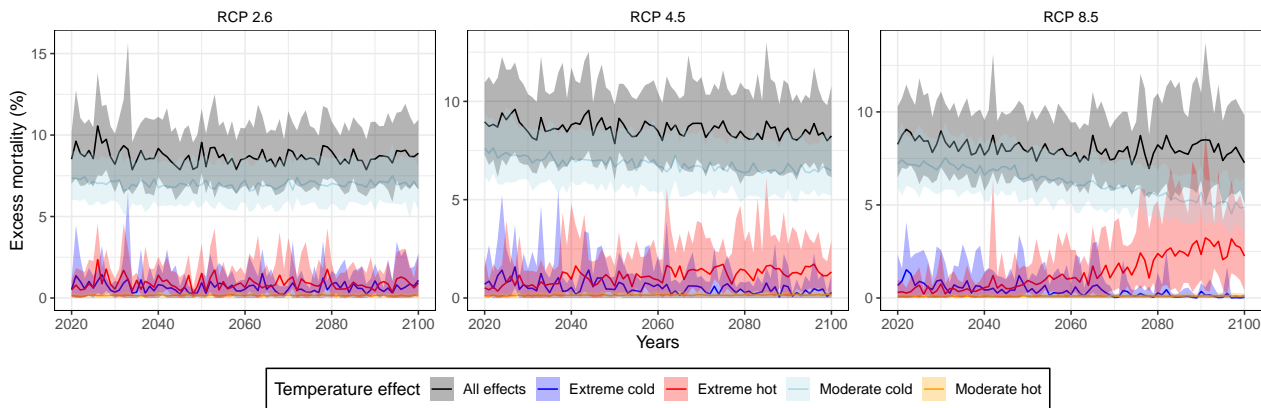 RCP 2.6 RCP 4.5 RCP 8.5
Excess mortality (%)
15
10
5
0
10
5
0
10
5
0
2020 2040 2060 2080 2100 2020 2040 2060 2080 2100 2020 2040 2060 2080 2100
Years
Temperature effect All effects Extreme cold Extreme hot Moderate cold Moderate hot